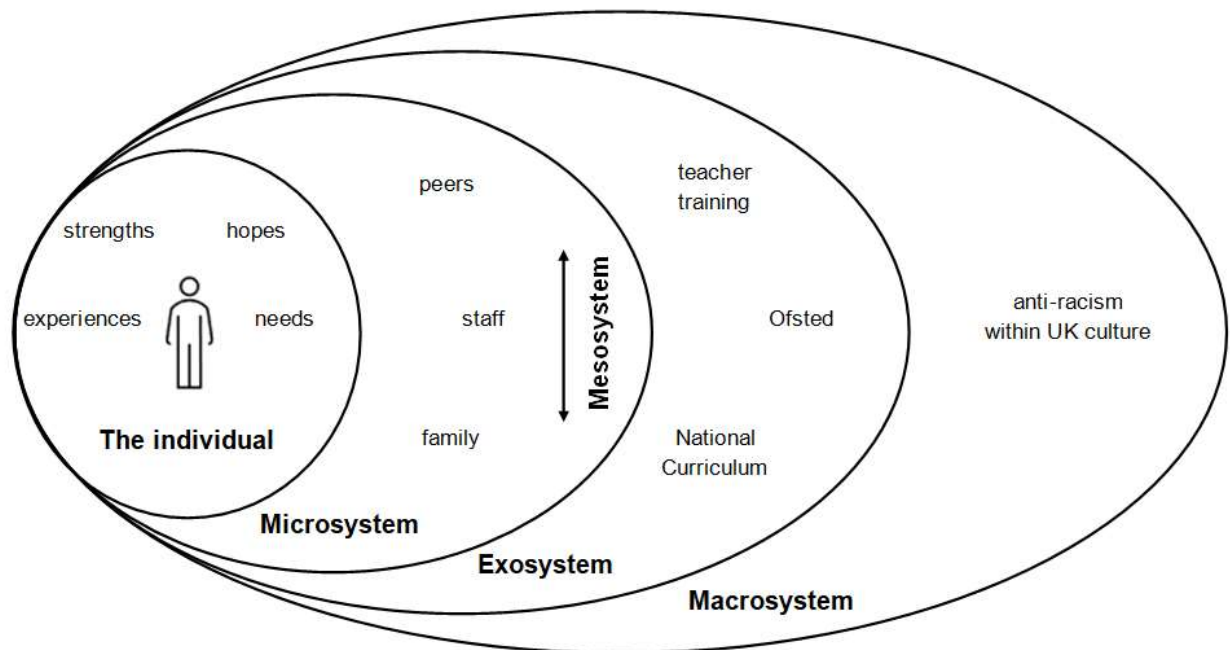 strengths
hopes
experiences
needs
The individual
peers
staff
family
Mesosystem
Microsystem
teacher
training
Ofsted
National
Curriculum
Exosystem
anti-racism
within UK culture
Macrosystem